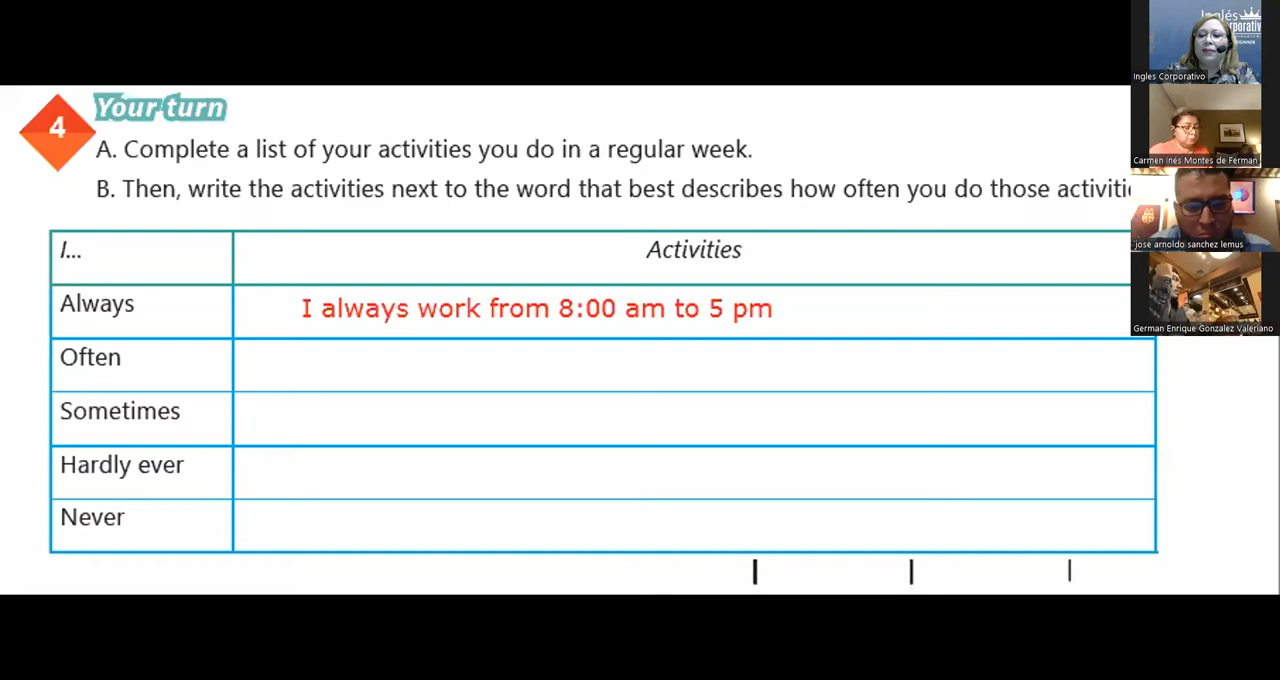 4
Your turn
A. Complete a list of your activities you do in a regular week.
B. Then, write the activities next to the word that best describes how often you do those activiti
I... Activities
Always I always work from 8:00 am to 5 pm
Often
Sometimes
Hardly ever
Never
Inglés
Ingles Corporativo
Carmen Inés Montes de Ferman
jose arnoldo sanchez lemus
German Enrique Gonzalez Valeriano